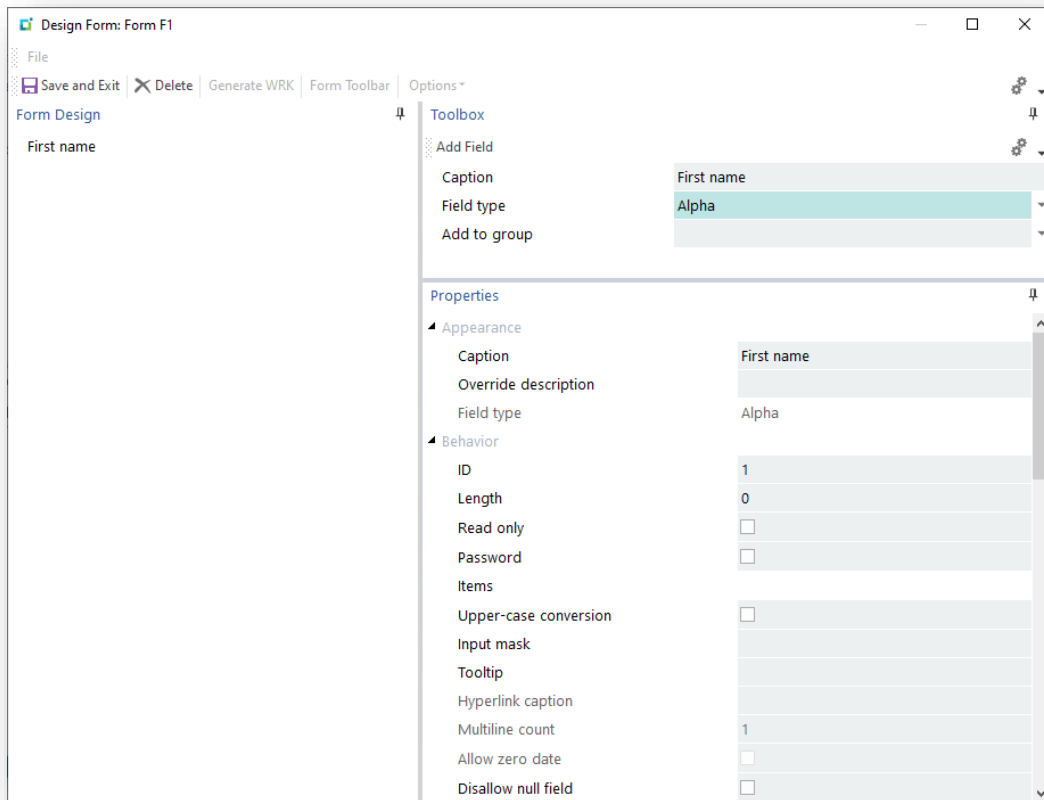 Design Form: Form F1
File
Save and Exit Delete Generate WRK Form Toolbar Options
Form Design
First name
Toolbox
Add Field
Caption First name
Field type Alpha
Add to group
Properties
Appearance
Caption First name
Override description
Field type Alpha
Behavior
ID 1
Length 0
Read only
Password
Items
Upper-case conversion
Input mask
Tooltip
Hyperlink caption
Multiline count 1
Allow zero date
Disallow null field